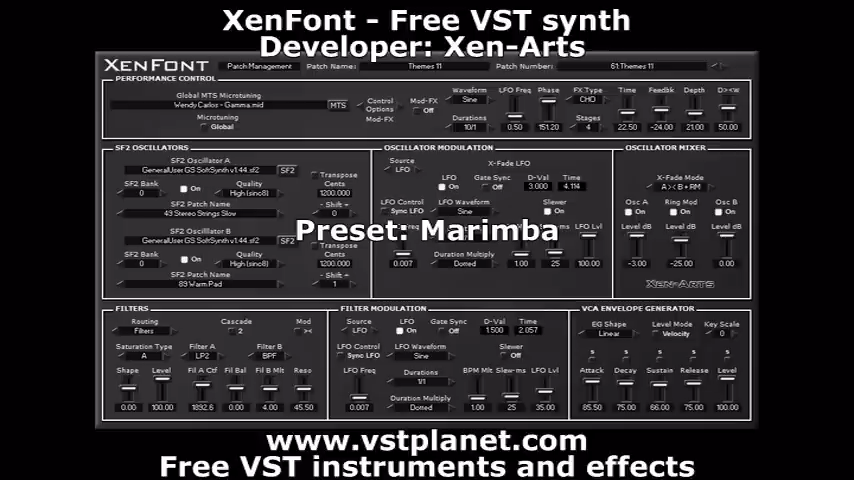 XenFont - Free VST synth
Developer: Xen-Arts
XENFONT Patch Management Patch Name: Themes 11 Patch Number: 61:Themes 11
PERFORMANCE CONTROL
Global MTS Microtuning
Wendy Carlos - Gamma.mid MTS
Microtuning
Global
Control Options
Mod-FX
Mod-FX
Off
Waveform LFO Freq Phase FX Type Time Feedbk Depth D><W
Sine CHO
Durations Stages
10/1 0.50 151.20 4 22.50 -24.00 21.00 50.00
SF2 OSCILLATORS
SF2 Oscillator A
GeneralUser GS SoftSynth v1.44.sf2 SF2
SF2 Bank Quality
0 On High (sinc8)
SF2 Patch Name
49 Stereo Strings Slow
Transpose
Cents
1200.000
- Shift +
0
SF2 Oscillator B
GeneralUser GS SoftSynth v1.44.sf2 SF2
SF2 Bank Quality
0 On High (sinc8)
SF2 Patch Name
89 Warm Pad
Transpose
Cents
1200.000
- Shift +
1
OSCILLATOR MODULATION
Source X-Fade LFO
LFO
LFO Gate Sync D-Val Time
On Off 3.000 4.114
LFO Control LFO Waveform Slewer
Sync LFO Sine On
LFO Lvl
Duration Multiply
0.007 Dotted 1.00 25 100.00
OSCILLATOR MIXER
X-Fade Mode
A><B + RM
Osc A Ring Mod Osc B
On On On
Level dB Level dB Level dB
-3.00 -25.00 0.00
XEN-ARTS
Preset: Marimba
FILTERS
Routing Cascade Mod
Filters 2 ><
Saturation Type Filter A Filter B
A LP2 BPF
Shape Level Fil A Ctf Fil Bal Fil B Mlt Reso
0.00 100.00 1892.6 0.00 4.00 45.50
FILTER MODULATION
Source LFO Gate Sync D-Val Time
LFO On Off 1.500 2.057
LFO Control LFO Waveform Slewer
Sync LFO Sine Off
LFO Freq Durations BPM Mlt Slew-ms LFO Lvl
1/1
Duration Multiply
0.007 Dotted 1.00 25 35.00
VCA ENVELOPE GENERATOR
EG Shape Level Mode Key Scale
Linear Velocity 0
S S S S
Attack Decay Sustain Release Level
85.50 75.00 66.00 75.00 100.00
www.vstplanet.com
Free VST instruments and effects